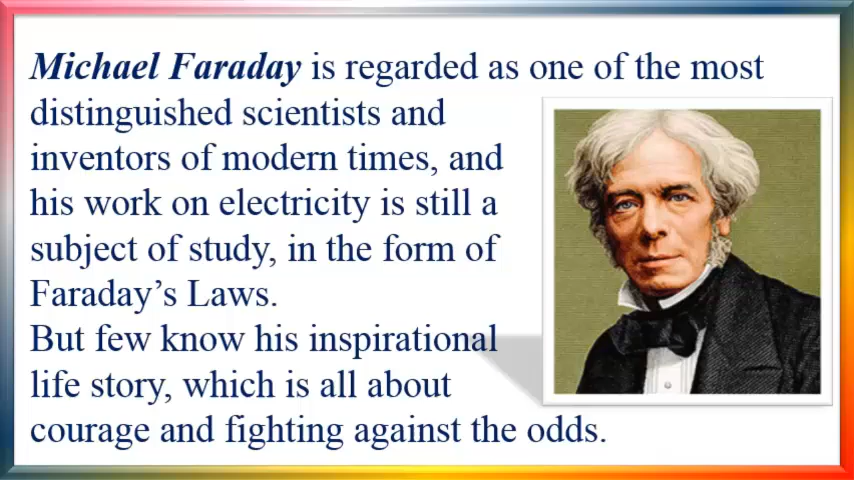 Michael Faraday is regarded as one of the most
distinguished scientists and
inventors of modern times, and
his work on electricity is still a
subject of study, in the form of
Faraday’s Laws.
But few know his inspirational
life story, which is all about
courage and fighting against the odds.